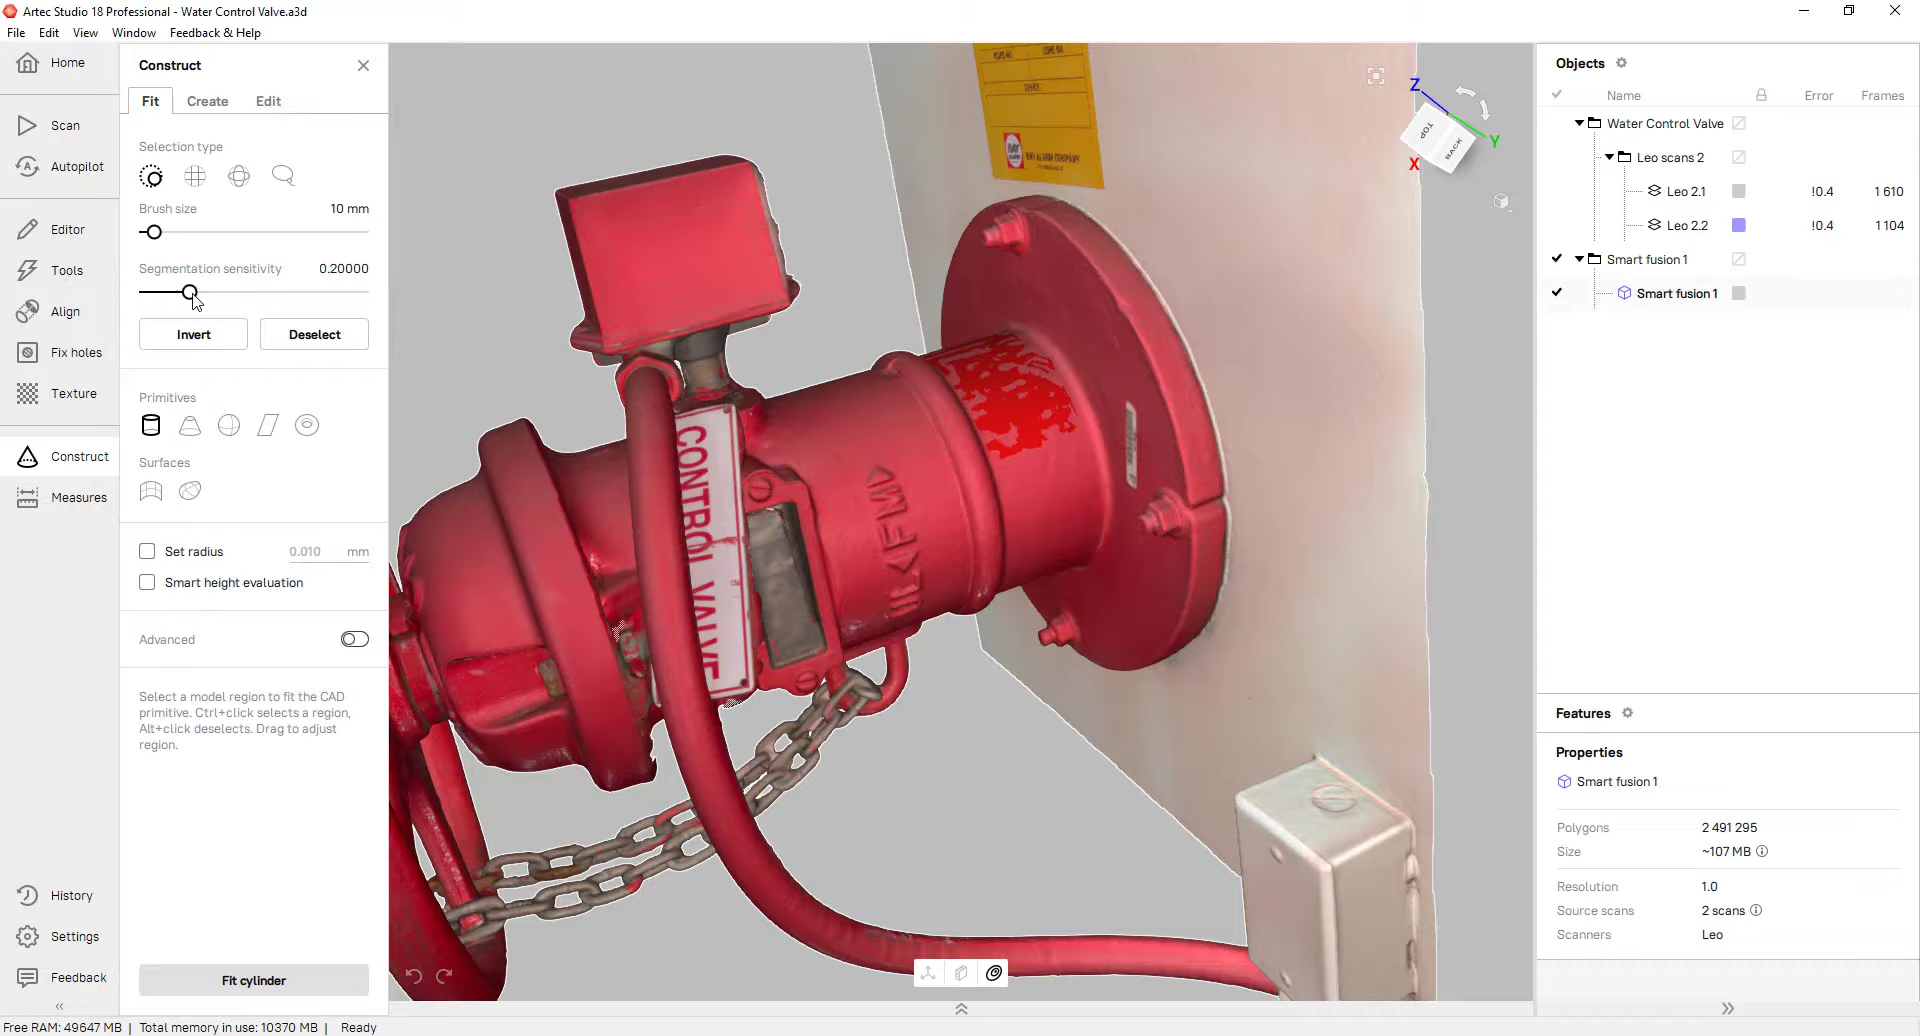 Artec Studio 18 Professional - Water Control Valve.a3d
File Edit View Window Feedback & Help
Home
Scan
Autopilot
Editor
Tools
Align
Fix holes
Texture
Construct
Measures
History
Settings
Feedback
Construct
Fit Create Edit
Selection type
Brush size 10 mm
Segmentation sensitivity 0.20000
Invert Deselect
Primitives
Surfaces
Set radius 0.010 mm
Smart height evaluation
Advanced
Select a model region to fit the CAD
primitive. Ctrl+click selects a region,
Alt+click deselects. Drag to adjust
region.
Fit cylinder
CONTROL VALVE
BAY
ALARM
BAY ALARM COMPANY
Z
Y
X
TOP
BACK
Objects
Name Error Frames
Water Control Valve
Leo scans 2
Leo 2.1 !0.4 1 610
Leo 2.2 !0.4 1 104
Smart fusion 1
Smart fusion 1
Features
Properties
Smart fusion 1
Polygons 2 491 295
Size ~107 MB
Resolution 1.0
Source scans 2 scans
Scanners Leo
Free RAM: 49647 MB | Total memory in use: 10370 MB | Ready